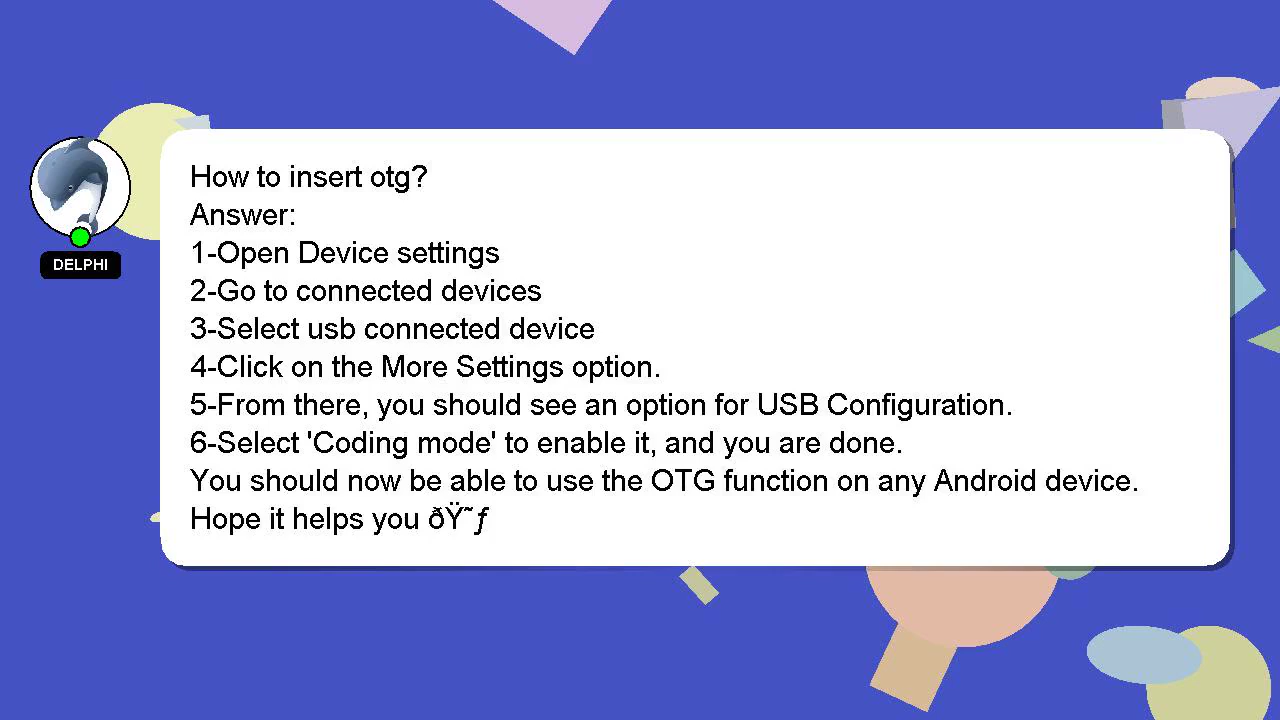 DELPHI
How to insert otg?
Answer:
1-Open Device settings
2-Go to connected devices
3-Select usb connected device
4-Click on the More Settings option.
5-From there, you should see an option for USB Configuration.
6-Select 'Coding mode' to enable it, and you are done.
You should now be able to use the OTG function on any Android device.
Hope it helps you ðŸ˜ƒ